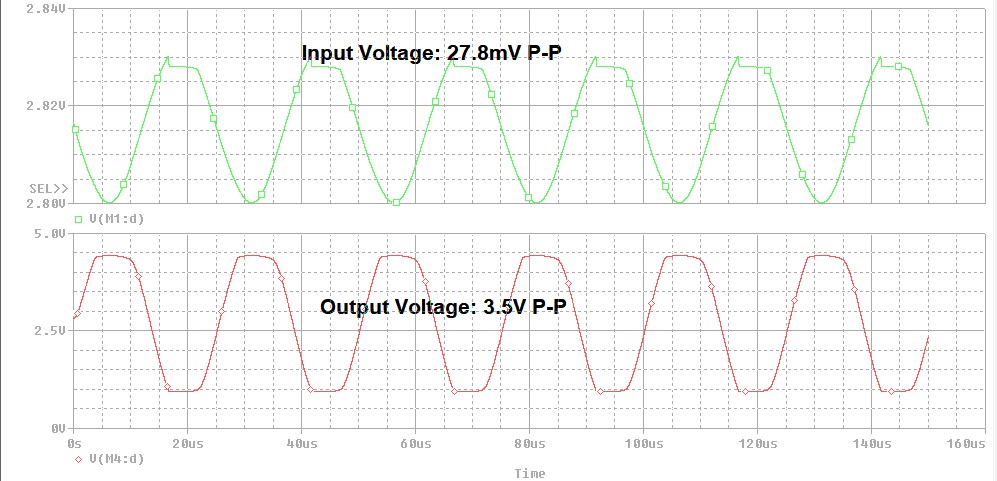 2.84V
Input Voltage: 27.8mV P-P
2.82V
SEL>>
2.80V
V(M1:d)
5.0V
Output Voltage: 3.5V P-P
2.5V
0V
0s 20us 40us 60us 80us 100us 120us 140us 160us
V(M4:d)
Time